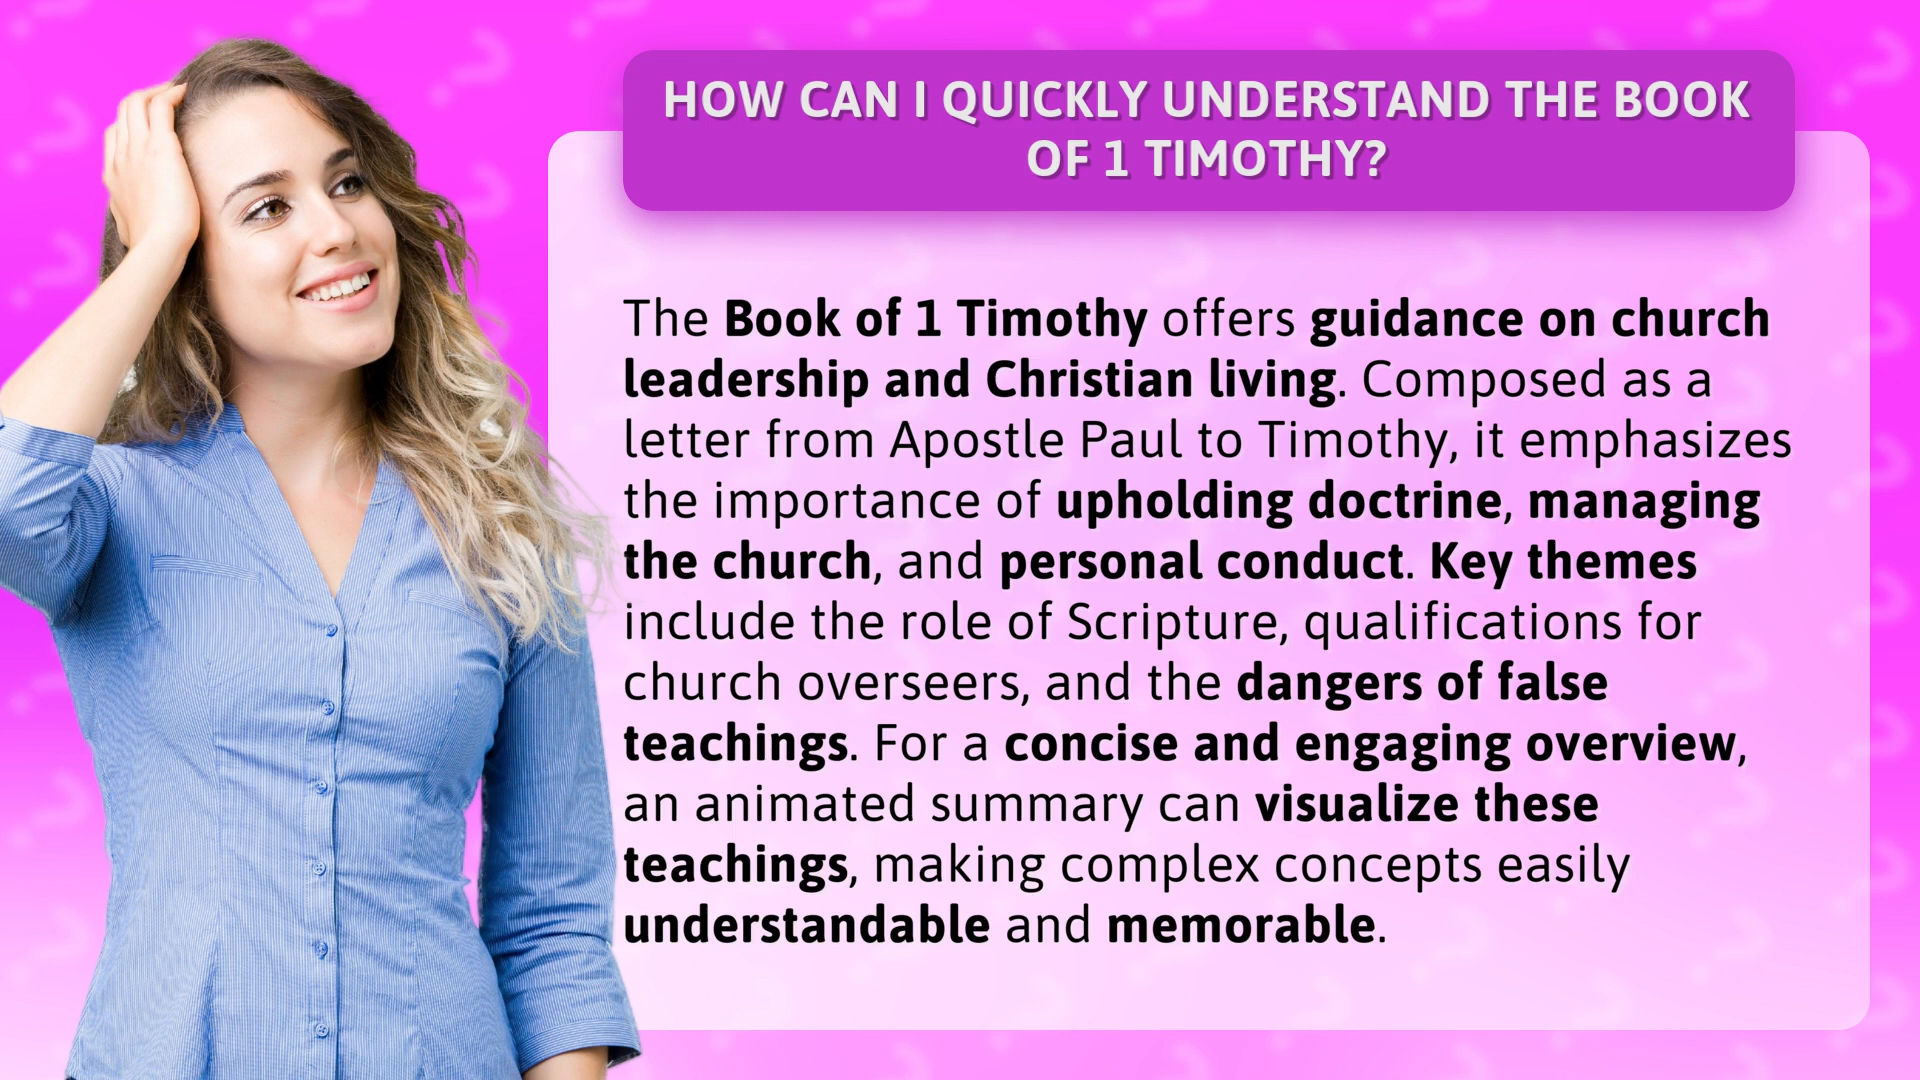 HOW CAN I QUICKLY UNDERSTAND THE BOOK
OF 1 TIMOTHY?
The Book of 1 Timothy offers guidance on church
leadership and Christian living. Composed as a
letter from Apostle Paul to Timothy, it emphasizes
the importance of upholding doctrine, managing
the church, and personal conduct. Key themes
include the role of Scripture, qualifications for
church overseers, and the dangers of false
teachings. For a concise and engaging overview,
an animated summary can visualize these
teachings, making complex concepts easily
understandable and memorable.